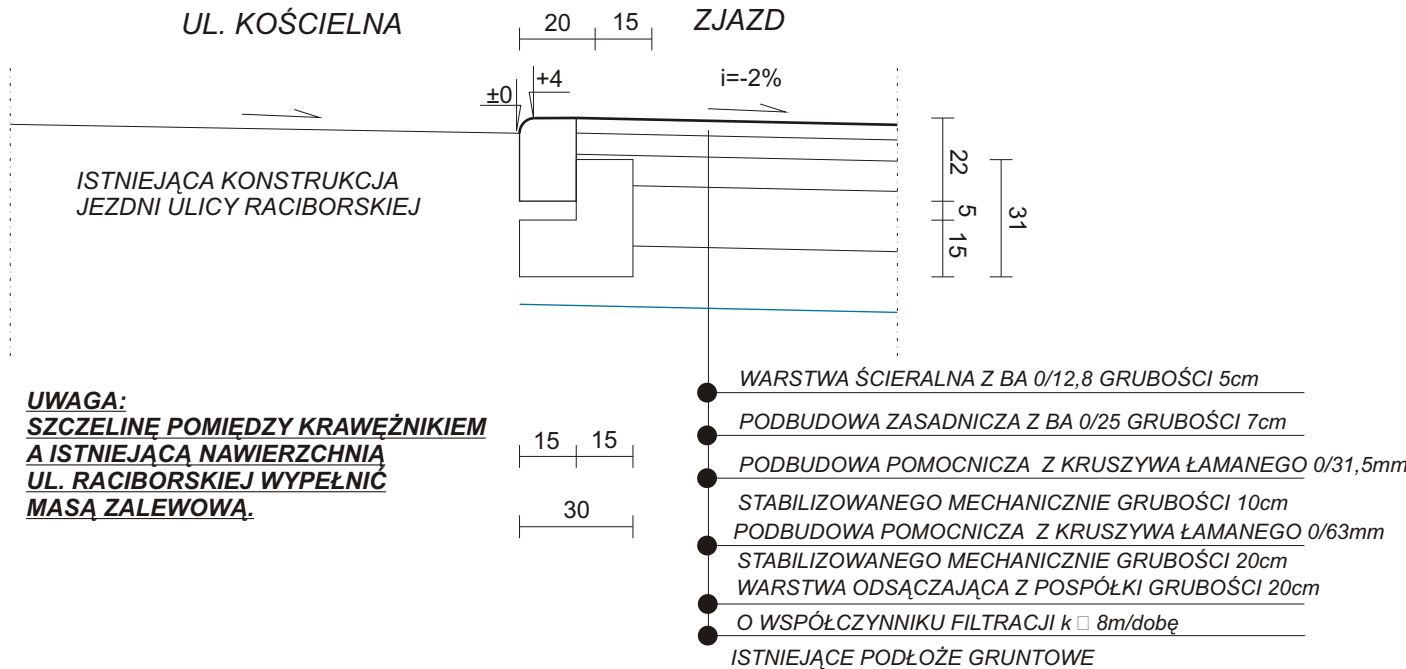 UL. KOŚCIELNA
20
15
ZJAZD
±0
+4
i=-2%
ISTNIEJĄCA KONSTRUKCJA
JEZDNI ULICY RACIBORSKIEJ
22
5
15
31
UWAGA:
SZCZELINĘ POMIĘDZY KRAWĘŻNIKIEM
A ISTNIEJĄCĄ NAWIERZCHNIĄ
UL. RACIBORSKIEJ WYPEŁNIĆ
MASĄ ZALEWOWĄ.
15
15
30
WARSTWA ŚCIERALNA Z BA 0/12,8 GRUBOŚCI 5cm
PODBUDOWA ZASADNICZA Z BA 0/25 GRUBOŚCI 7cm
PODBUDOWA POMOCNICZA Z KRUSZYWA ŁAMANEGO 0/31,5mm
STABILIZOWANEGO MECHANICZNIE GRUBOŚCI 10cm
PODBUDOWA POMOCNICZA Z KRUSZYWA ŁAMANEGO 0/63mm
STABILIZOWANEGO MECHANICZNIE GRUBOŚCI 20cm
WARSTWA ODSĄCZAJĄCA Z POSPÓŁKI GRUBOŚCI 20cm
O WSPÓŁCZYNNIKU FILTRACJI k □ 8m/dobę
ISTNIEJĄCE PODŁOŻE GRUNTOWE